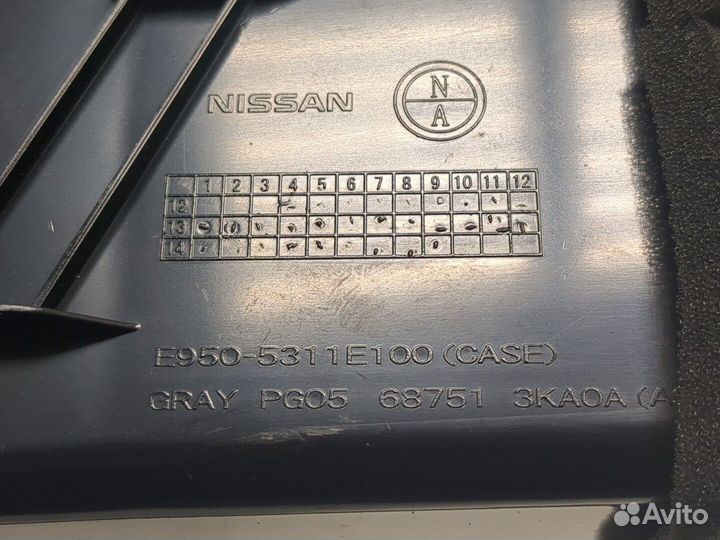 NISSAN
N
A
1 2 3 4 5 6 7 8 9 10 11 12
12
13
14
E950-5311E100 (CASE)
GRAY PG05 68751 3KA0A (A
Avito